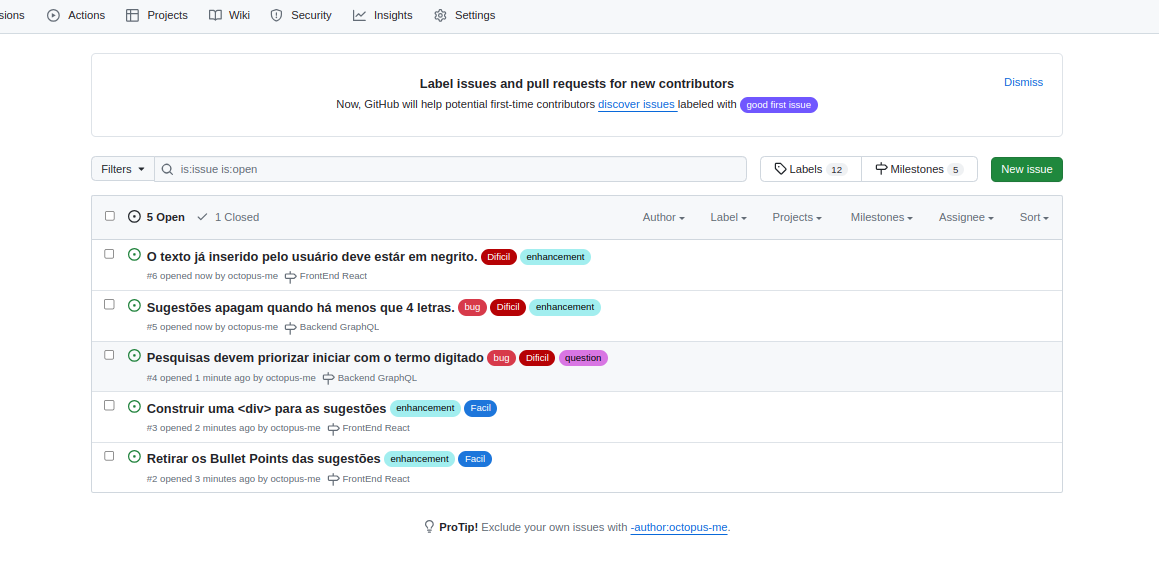 sions Actions Projects Wiki Security Insights Settings
Label issues and pull requests for new contributors
Dismiss
Now, GitHub will help potential first-time contributors discover issues labeled with good first issue
Filters is:issue is:open Labels 12 Milestones 5 New issue
5 Open 1 Closed Author Label Projects Milestones Assignee Sort
O texto já inserido pelo usuário deve estár em negrito. Dificil enhancement
#6 opened now by octopus-me FrontEnd React
Sugestões apagam quando há menos que 4 letras. bug Dificil enhancement
#5 opened now by octopus-me Backend GraphQL
Pesquisas devem priorizar iniciar com o termo digitado bug Dificil question
#4 opened 1 minute ago by octopus-me Backend GraphQL
Construir uma <div> para as sugestões enhancement Facil
#3 opened 2 minutes ago by octopus-me FrontEnd React
Retirar os Bullet Points das sugestões enhancement Facil
#2 opened 3 minutes ago by octopus-me FrontEnd React
ProTip! Exclude your own issues with -author:octopus-me.